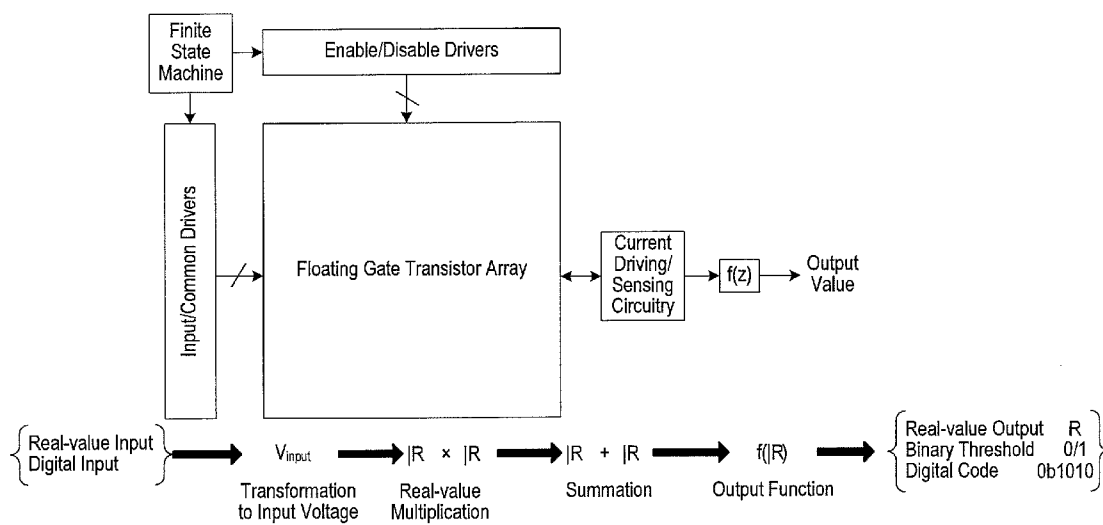 Finite
State
Machine
Enable/Disable Drivers
Input/Common Drivers
Floating Gate Transistor Array
Current
Driving/
Sensing
Circuitry
f(z)
Output
Value
Real-value Input
Digital Input
Vinput
|R × |R
|R + |R
f(|R)
Real-value Output R
Binary Threshold 0/1
Digital Code 0b1010
Transformation
to Input Voltage
Real-value
Multiplication
Summation
Output Function